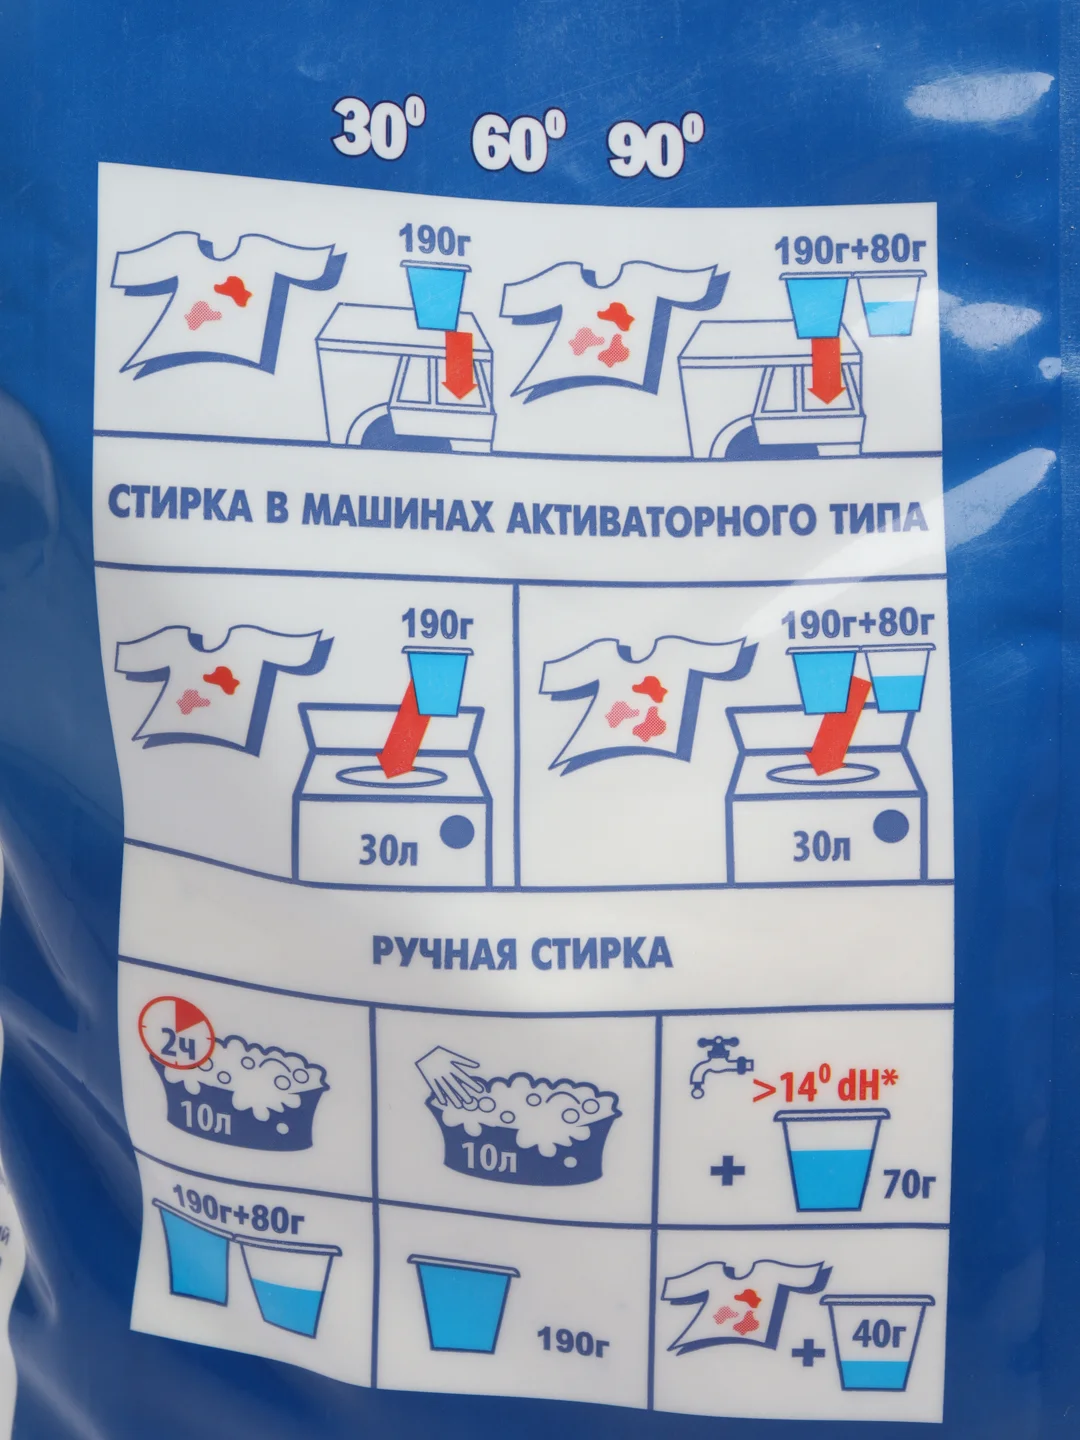 30⁰ 60⁰ 90⁰
190г
190г+80г
СТИРКА В МАШИНАХ АКТИВАТОРНОГО ТИПА
190г
190г+80г
30л
30л
РУЧНАЯ СТИРКА
2ч
10л
10л
>14⁰ dH*
+
70г
190г+80г
190г
+
40г